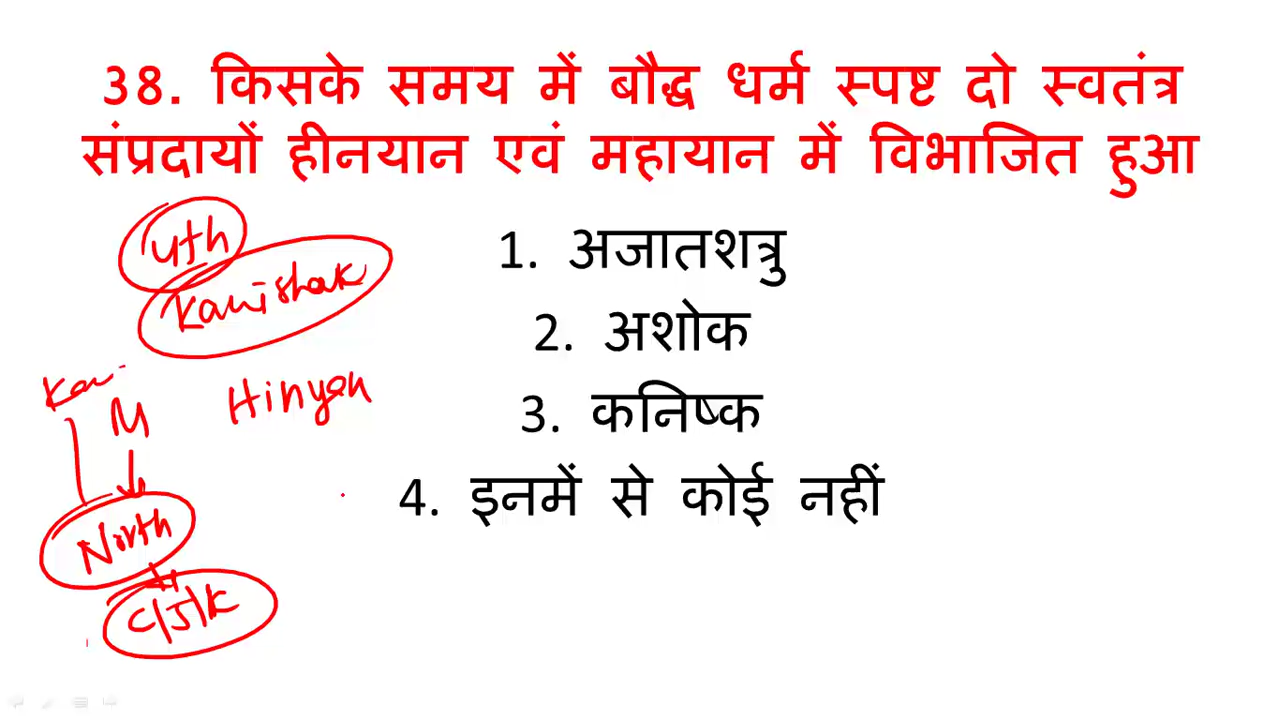 38. किसके समय में बौद्ध धर्म स्पष्ट दो स्वतंत्र
संप्रदायों हीनयान एवं महायान में विभाजित हुआ
1. अजातशत्रु
2. अशोक
3. कनिष्क
4. इनमें से कोई नहीं
4th
Kanishak
Kan
M
Hinyan
North
C/J/K